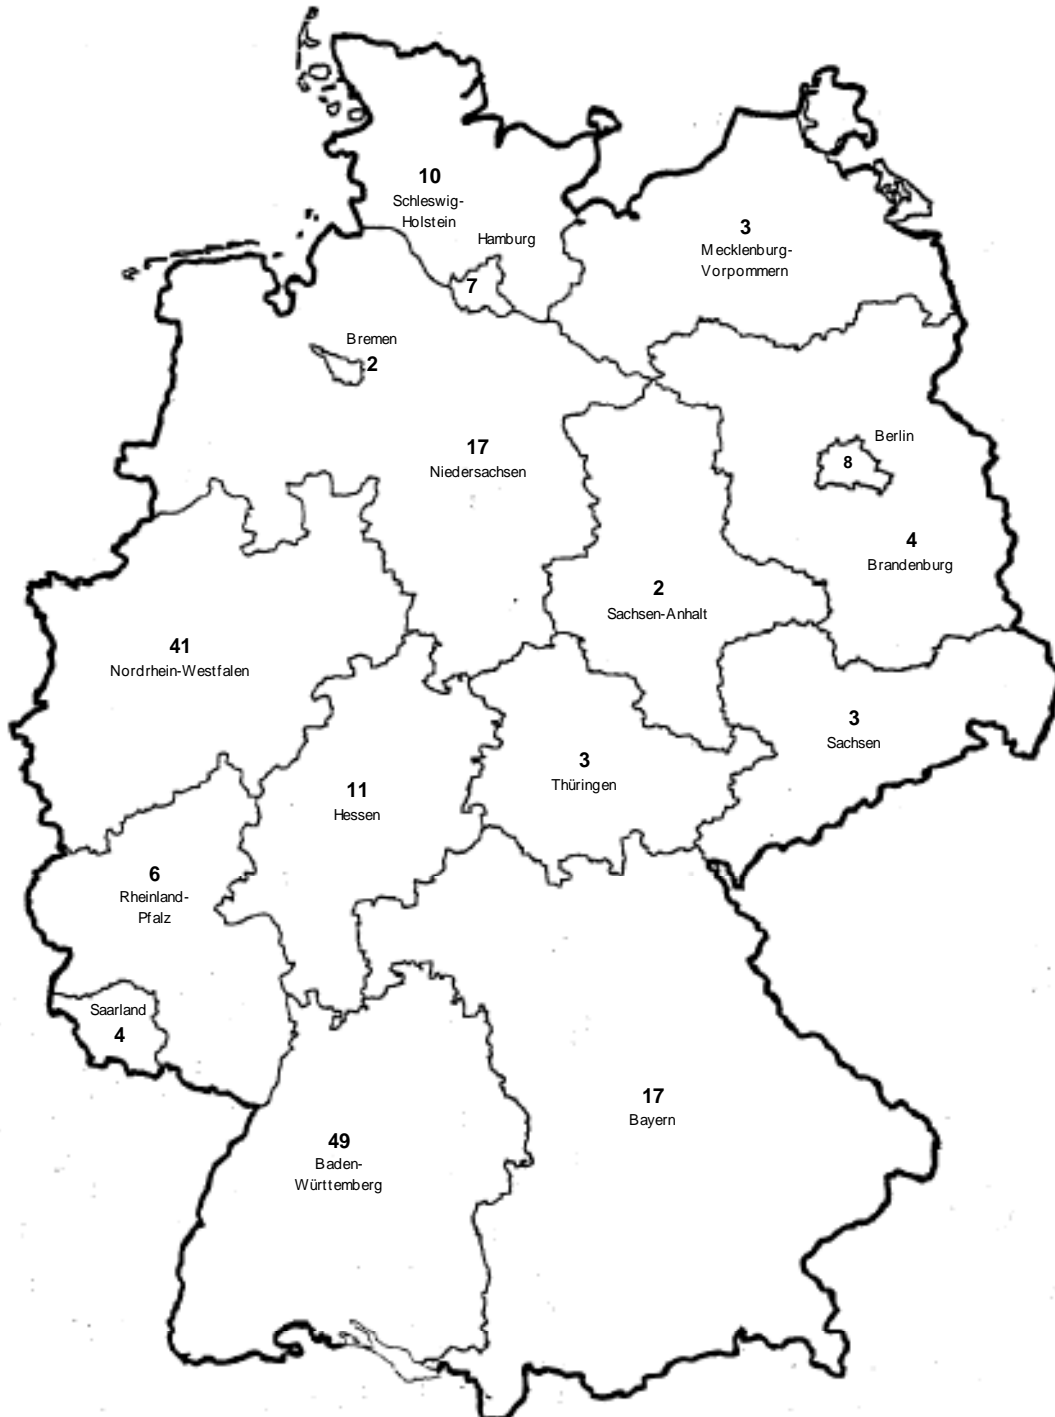 10
Schleswig-
Holstein
Hamburg
7
3
Mecklenburg-
Vorpommern
Bremen
2
17
Niedersachsen
Berlin
8
4
Brandenburg
2
Sachsen-Anhalt
41
Nordrhein-Westfalen
3
Sachsen
3
Thüringen
11
Hessen
6
Rheinland-
Pfalz
Saarland
4
17
Bayern
49
Baden-
Württemberg